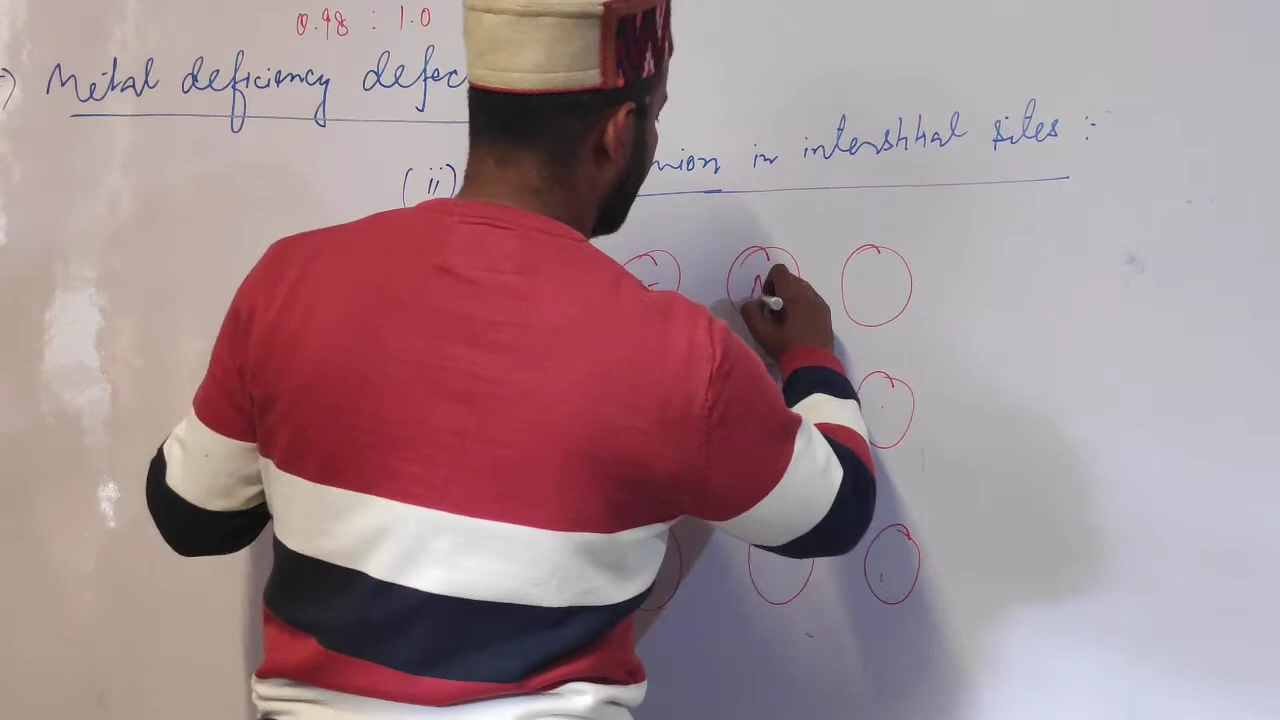 0.98 : 1.0
Metal deficiency defec
(ii) nion in interstitial sites :-
A